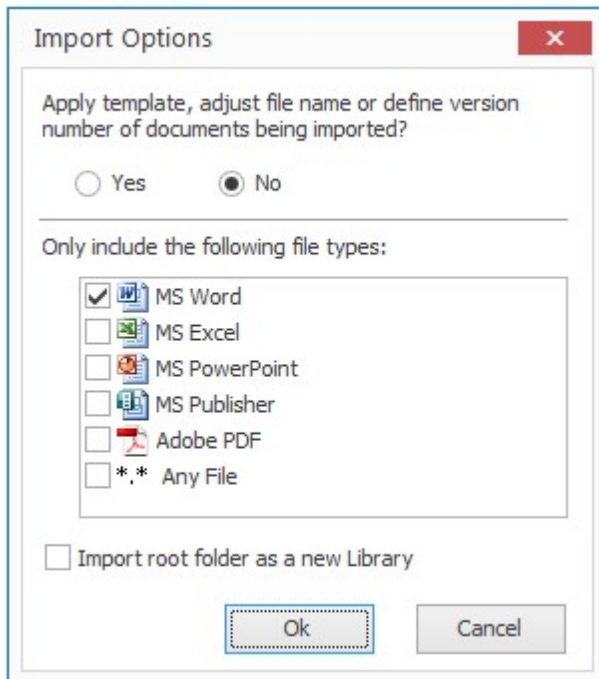 Import Options
Apply template, adjust file name or define version
number of documents being imported?
Yes No
Only include the following file types:
MS Word
MS Excel
MS PowerPoint
MS Publisher
Adobe PDF
*.* Any File
Import root folder as a new Library
Ok Cancel